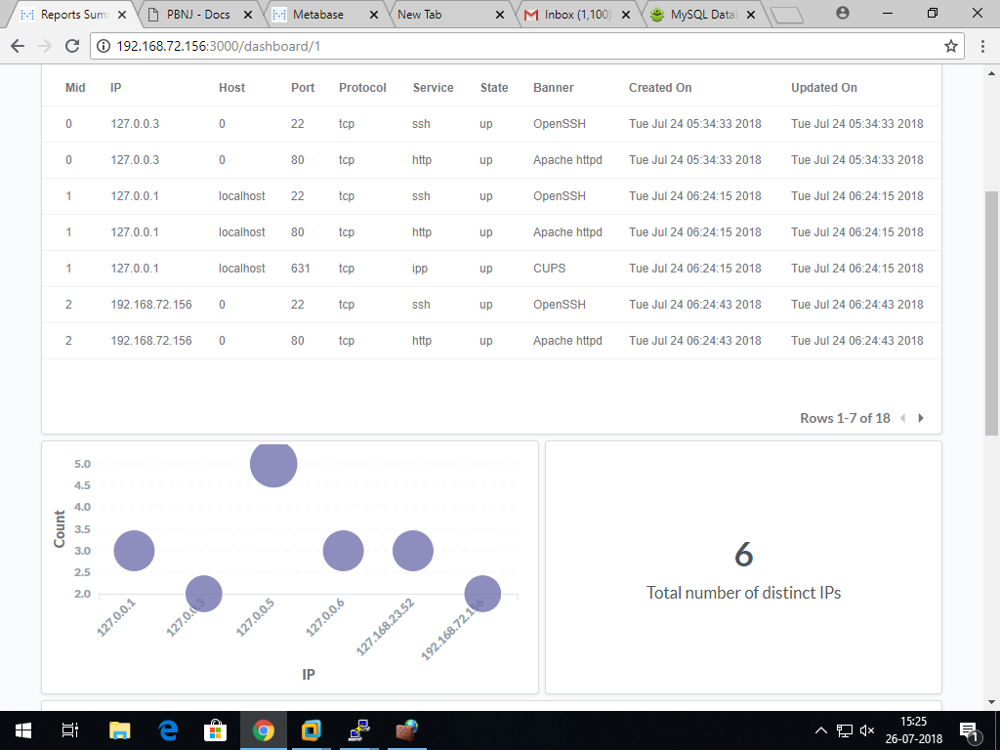 Reports Sum
PBNJ - Docs
Metabase
New Tab
Inbox (1,100)
MySQL Data
192.168.72.156:3000/dashboard/1
Mid IP Host Port Protocol Service State Banner Created On Updated On
0 127.0.0.3 0 22 tcp ssh up OpenSSH Tue Jul 24 05:34:33 2018 Tue Jul 24 05:34:33 2018
0 127.0.0.3 0 80 tcp http up Apache httpd Tue Jul 24 05:34:33 2018 Tue Jul 24 05:34:33 2018
1 127.0.0.1 localhost 22 tcp ssh up OpenSSH Tue Jul 24 06:24:15 2018 Tue Jul 24 06:24:15 2018
1 127.0.0.1 localhost 80 tcp http up Apache httpd Tue Jul 24 06:24:15 2018 Tue Jul 24 06:24:15 2018
1 127.0.0.1 localhost 631 tcp ipp up CUPS Tue Jul 24 06:24:15 2018 Tue Jul 24 06:24:15 2018
2 192.168.72.156 0 22 tcp ssh up OpenSSH Tue Jul 24 06:24:43 2018 Tue Jul 24 06:24:43 2018
2 192.168.72.156 0 80 tcp http up Apache httpd Tue Jul 24 06:24:43 2018 Tue Jul 24 06:24:43 2018
Rows 1-7 of 18
Count
5.0
4.5
4.0
3.5
3.0
2.5
2.0
127.0.0.1
127.0.0.3
127.0.0.5
127.0.0.6
127.168.23.52
192.168.72.156
IP
6
Total number of distinct IPs
15:25
26-07-2018
1